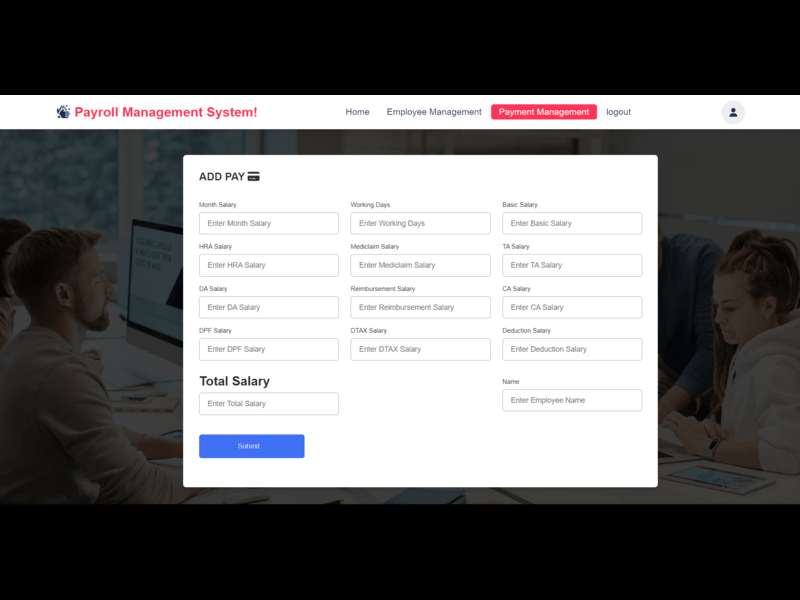 Payroll Management System!
Home Employee Management Payment Management logout
ADD PAY
Month Salary Working Days Basic Salary
Enter Month Salary Enter Working Days Enter Basic Salary
HRA Salary Mediclaim Salary TA Salary
Enter HRA Salary Enter Mediclaim Salary Enter TA Salary
DA Salary Reimbursement Salary CA Salary
Enter DA Salary Enter Reimbursement Salary Enter CA Salary
DPF Salary DTAX Salary Deduction Salary
Enter DPF Salary Enter DTAX Salary Enter Deduction Salary
Total Salary Name
Enter Total Salary Enter Employee Name
Submit